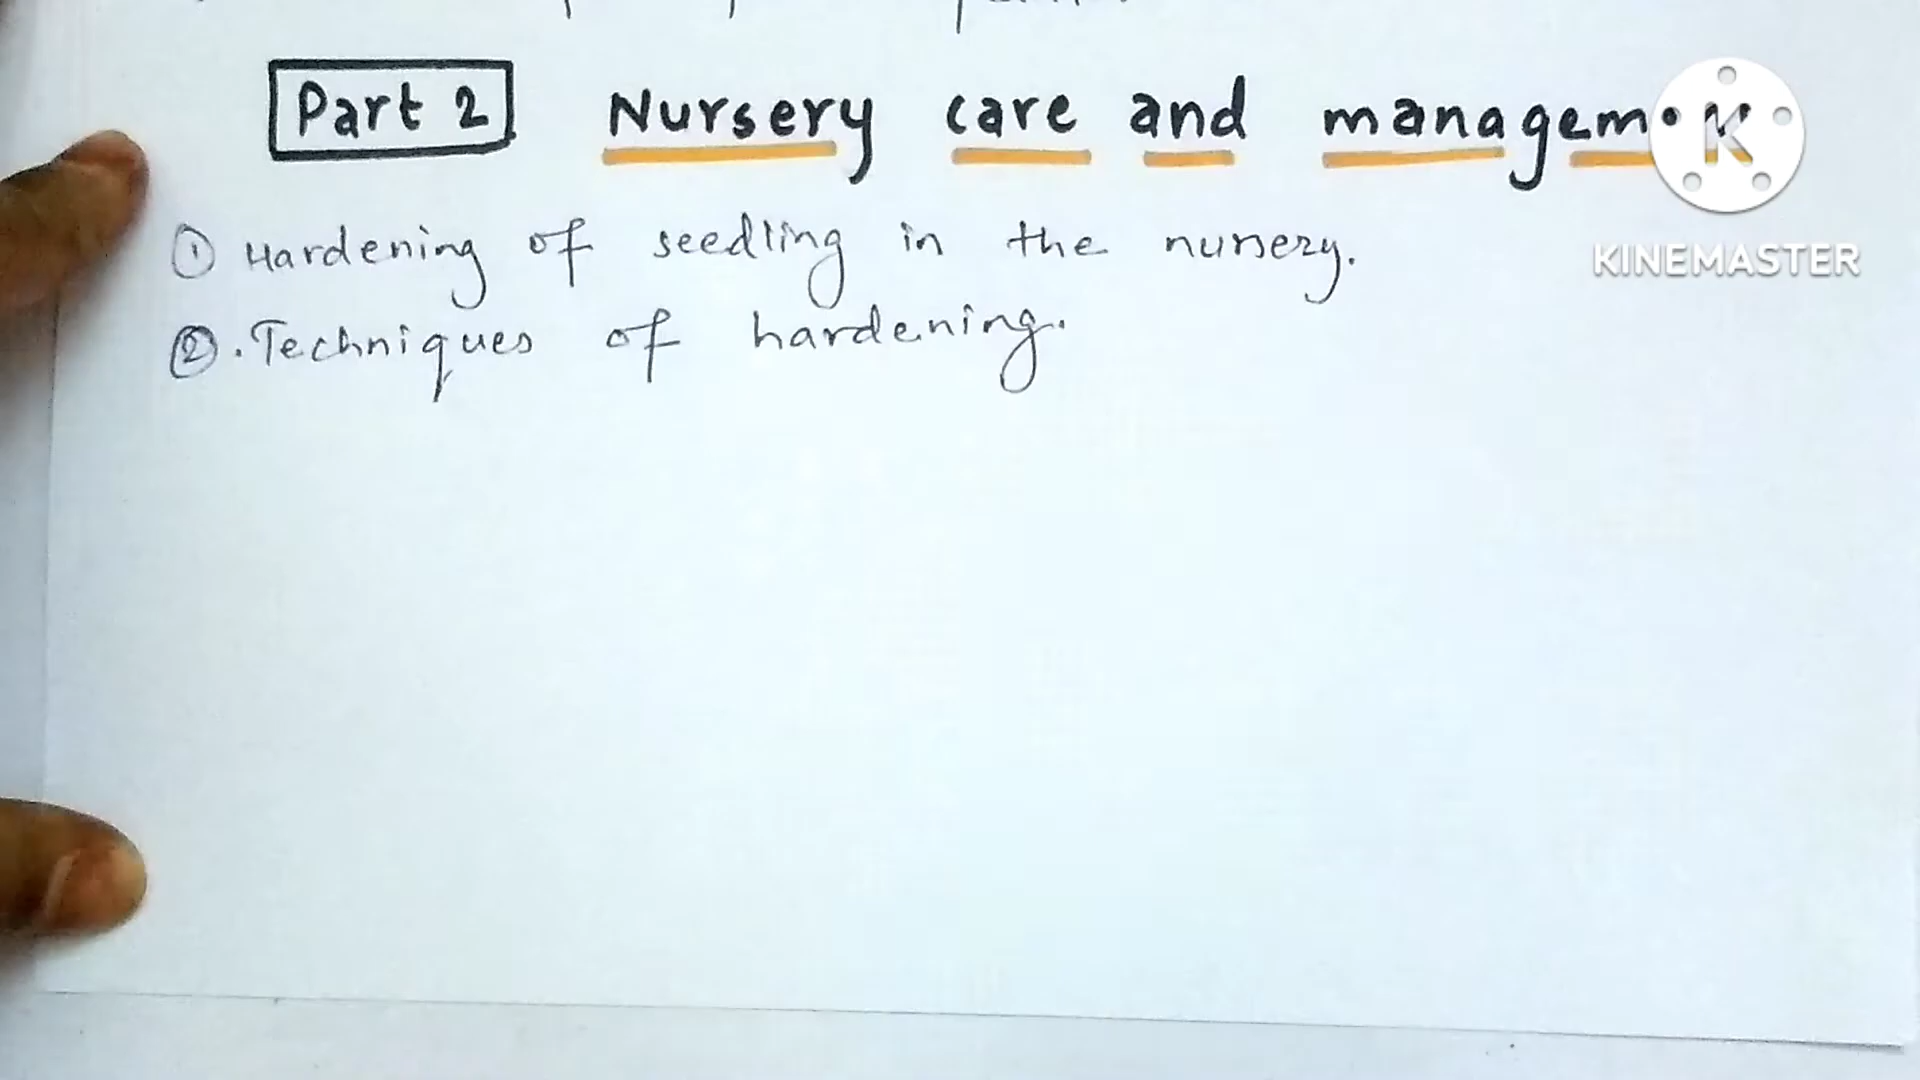 Part 2 Nursery care and managem
① Hardening of seedling in the nursery.
②. Techniques of hardening.
K
KINEMASTER